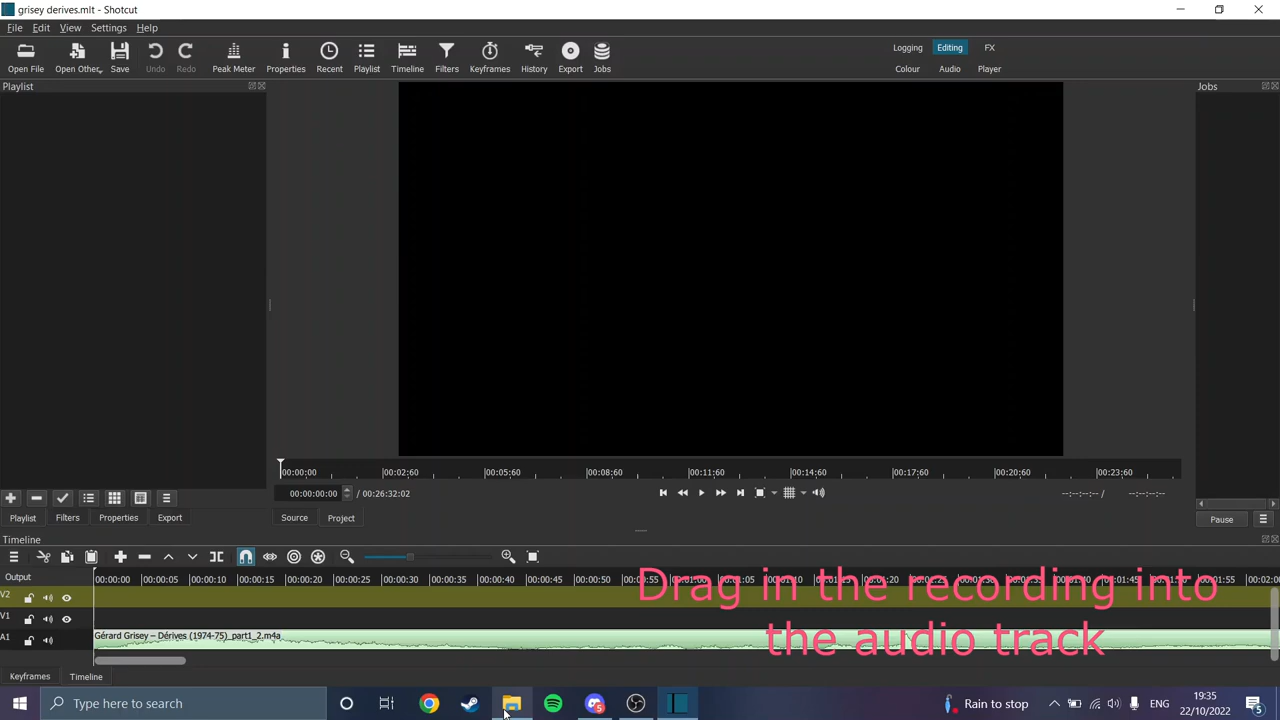 grisey derives.mlt - Shotcut
File Edit View Settings Help
Open File Open Other Save Undo Redo Peak Meter Properties Recent Playlist Timeline Filters Keyframes History Export Jobs
Logging Editing FX
Colour Audio Player
Playlist
Jobs
00:00:00 00:02:60 00:05:60 00:08:60 00:11:60 00:14:60 00:17:60 00:20:60 00:23:60
00:00:00:00 / 00:26:32:02
--:--:--:-- / --:--:--:--
Playlist Filters Properties Export
Source Project
Pause
Timeline
Output
00:00:00 00:00:05 00:00:10 00:00:15 00:00:20 00:00:25 00:00:30 00:00:35 00:00:40 00:00:45 00:00:50 00:00:55 00:01:00 00:01:05 00:01:10 00:01:15 00:01:20 00:01:25 00:01:30 00:01:35 00:01:40 00:01:45 00:01:50 00:01:55 00:02:0
Drag in the recording into
the audio track
V2
V1
A1
Gérard Grisey – Dérives (1974-75)_part1_2.m4a
Keyframes Timeline
Type here to search
Rain to stop
ENG
19:35
22/10/2022
5
5